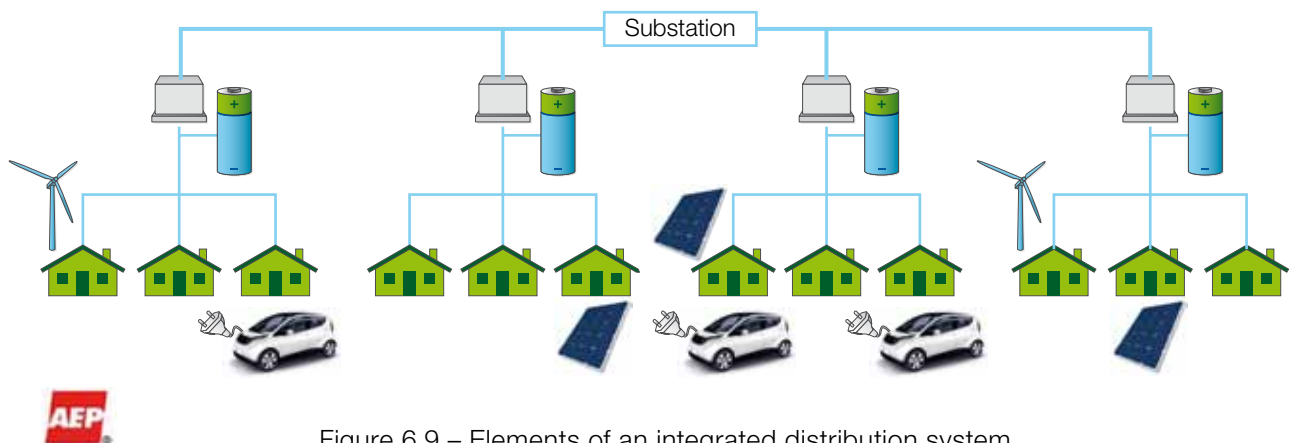 Substation
+ + + +
– – – –
AEP
®
Figure 6.9 – Elements of an integrated distribution system